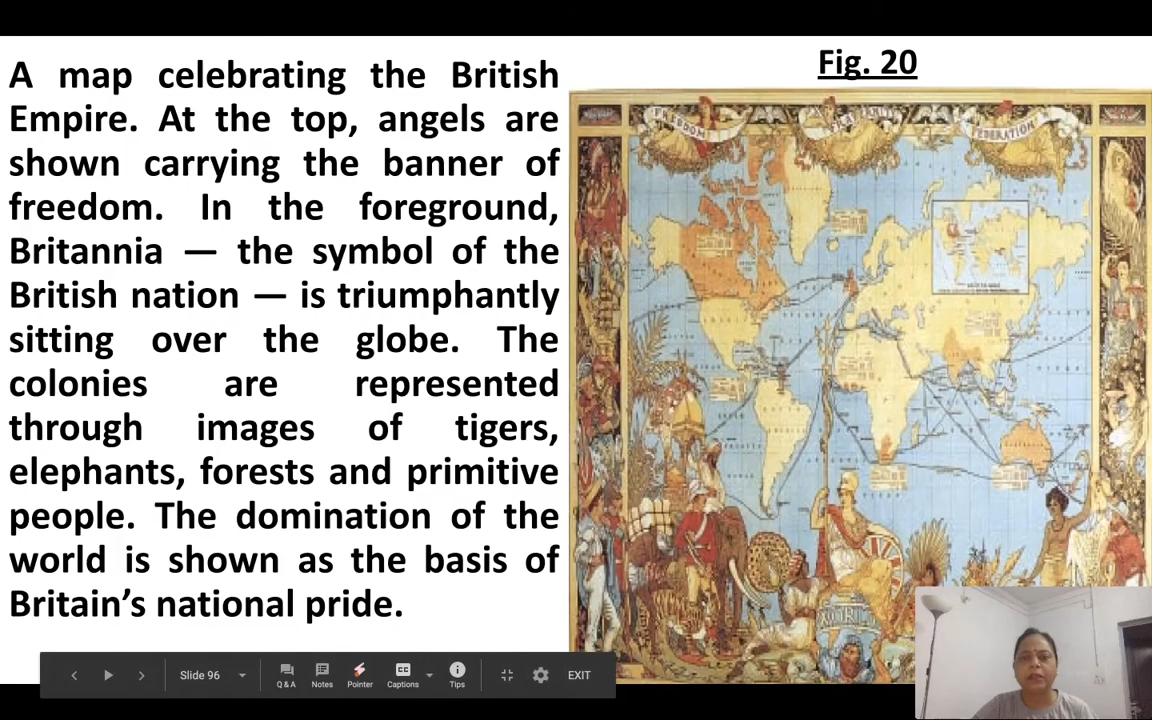 Fig. 20
A map celebrating the British
Empire. At the top, angels are
shown carrying the banner of
freedom. In the foreground,
Britannia — the symbol of the
British nation — is triumphantly
sitting over the globe. The
colonies are represented
through images of tigers,
elephants, forests and primitive
people. The domination of the
world is shown as the basis of
Britain’s national pride.
FREEDOM
FEDERATION
WORLD
Slide 96
Q & A
Notes
Pointer
Captions
Tips
EXIT